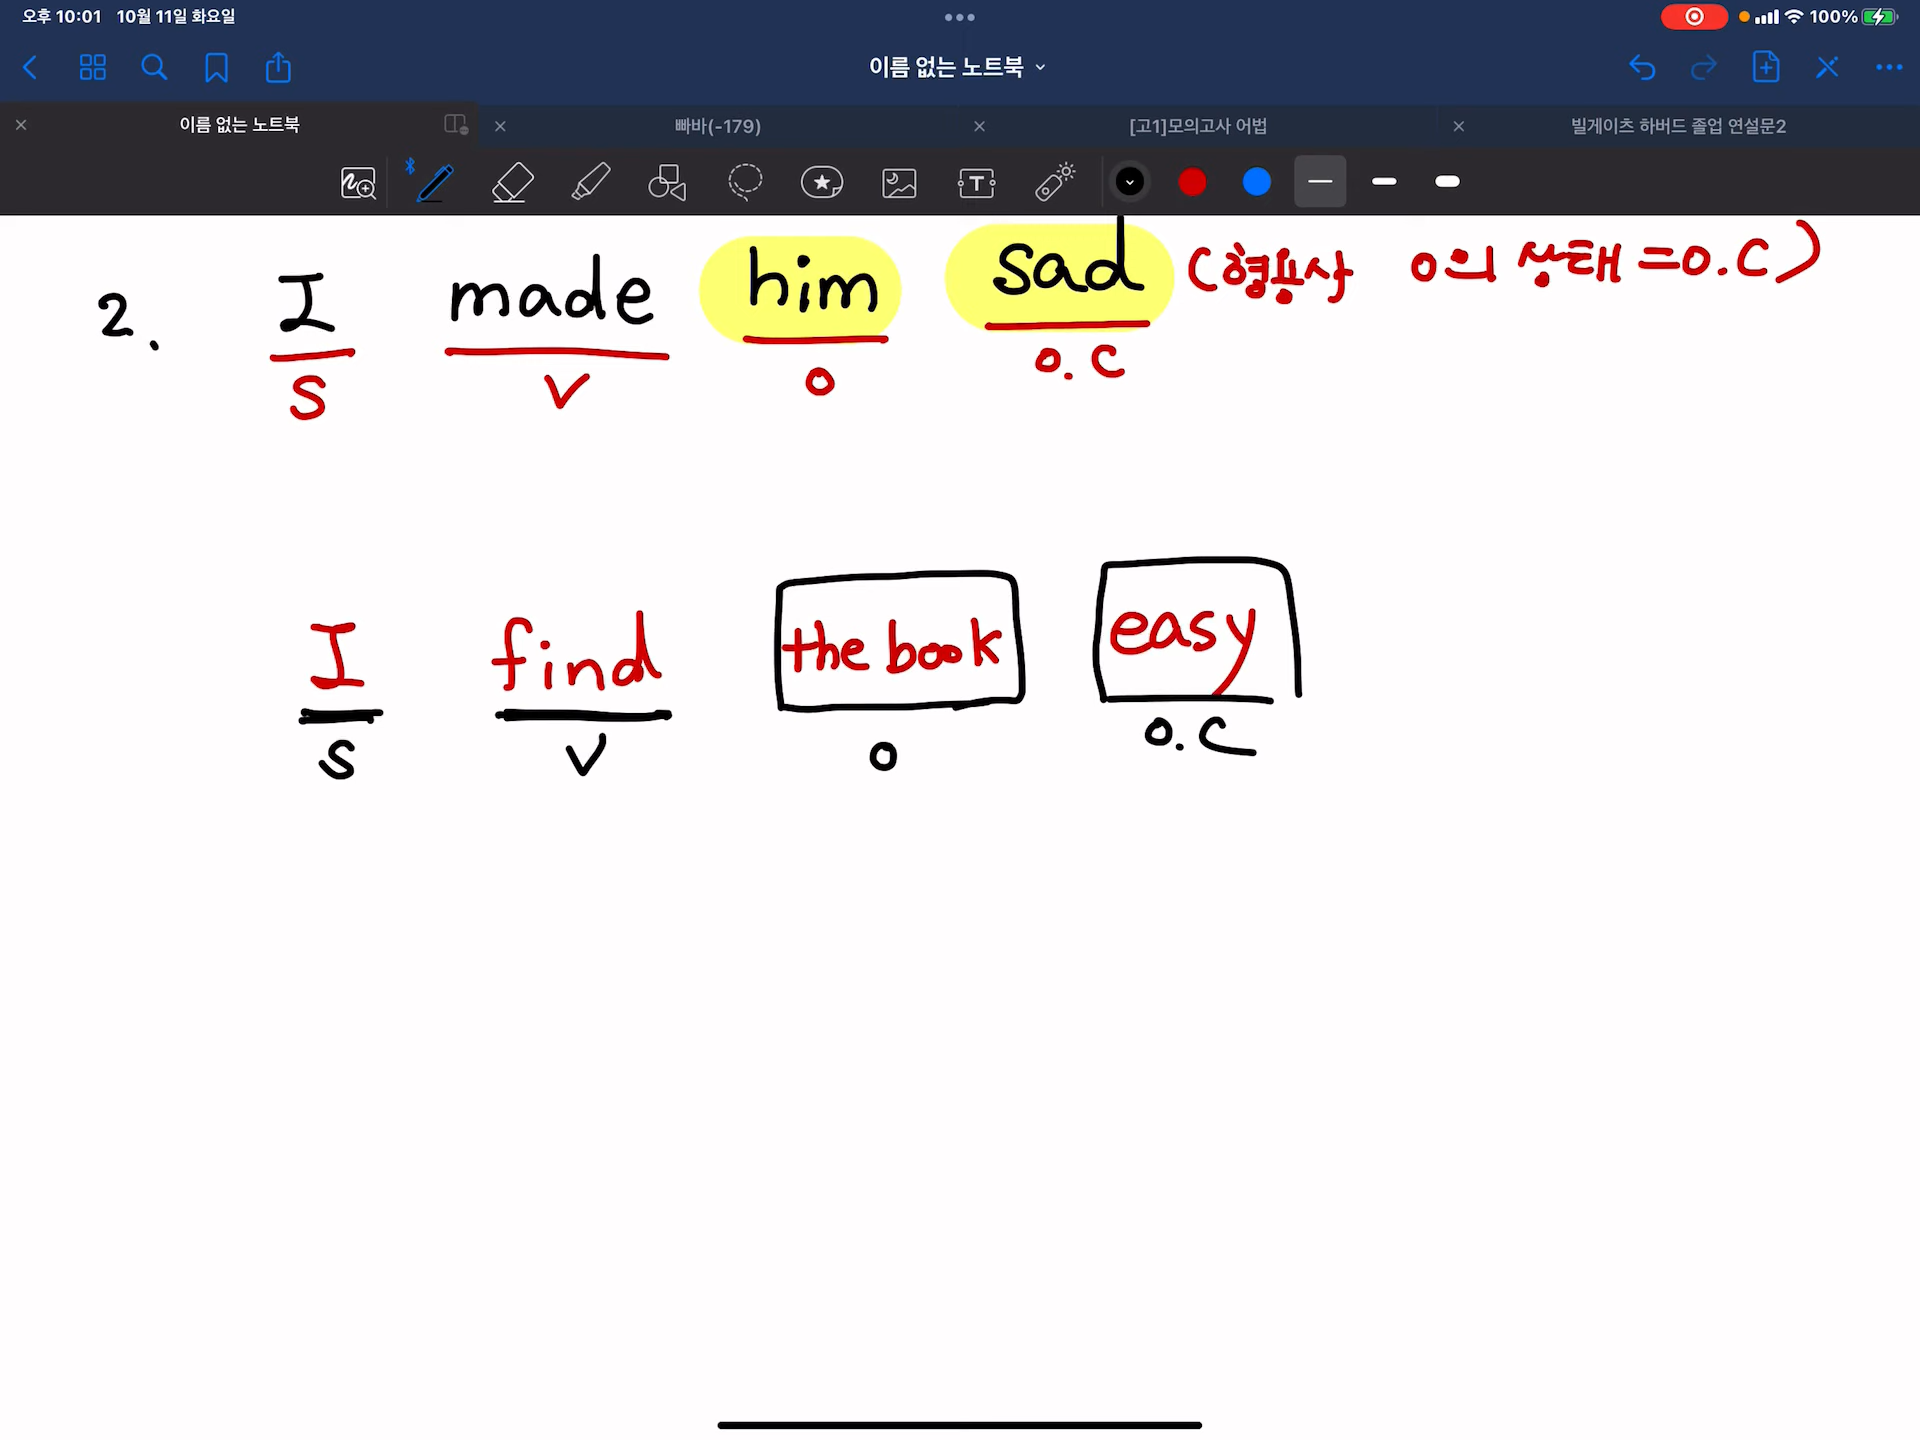 오후 10:01 10월 11일 화요일 100%
이름 없는 노트북
이름 없는 노트북 빠바(-179) [고1]모의고사 어법 빌게이츠 하버드 졸업 연설문2
T
2. I made him sad (형용사 O의 상태=O.C)
S V O O.C
I find the book easy
S V O O.C